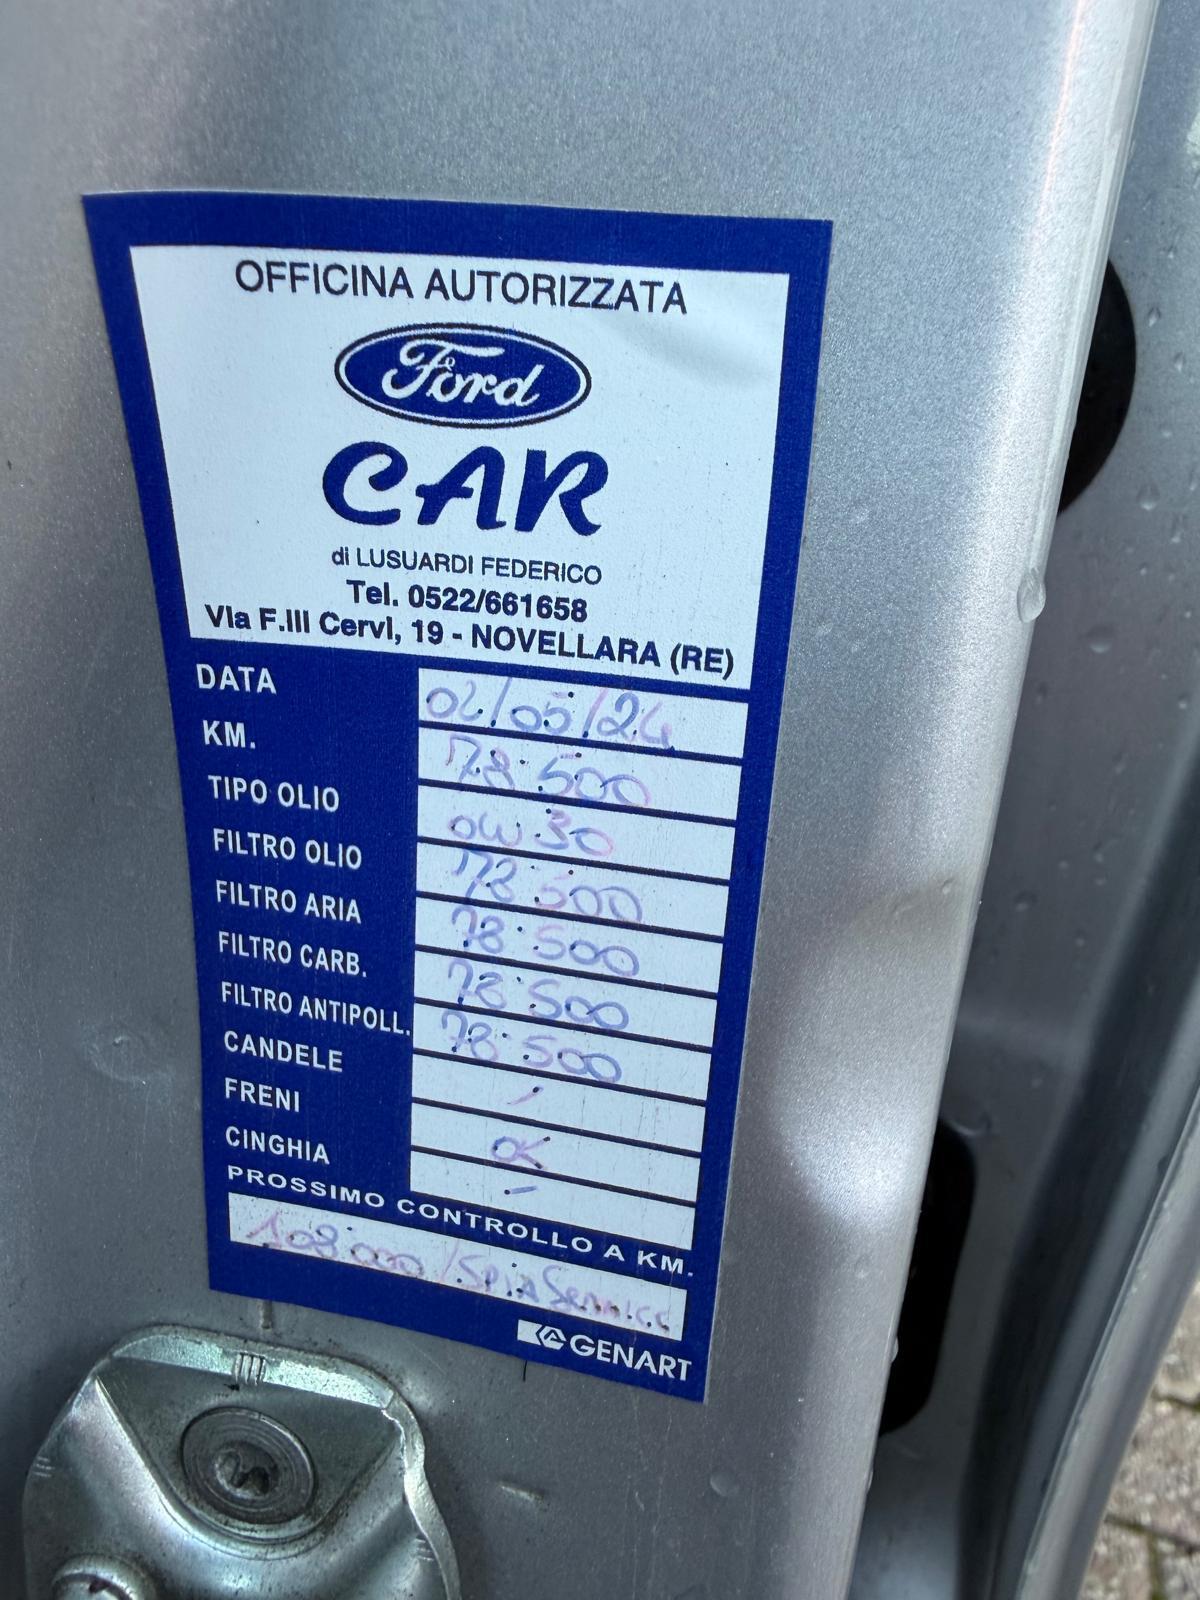 OFFICINA AUTORIZZATA
Ford
CAR
di LUSUARDI FEDERICO
Tel. 0522/661658
VIa F.III CervI, 19 - NOVELLARA (RE)
DATA 02/05/24
KM. 78.500
TIPO OLIO 0W30
FILTRO OLIO 78.500
FILTRO ARIA 78.500
FILTRO CARB. 78.500
FILTRO ANTIPOLL. 78.500
CANDELE /
FRENI OK
CINGHIA -
PROSSIMO CONTROLLO A KM.
108.000 / SPIA
GENART